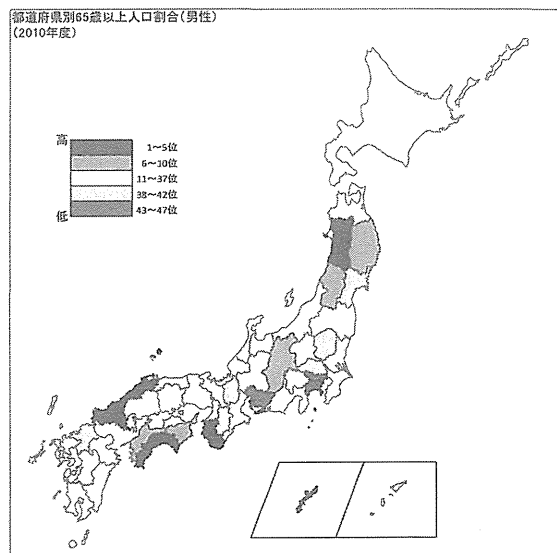 都道府県別65歳以上人口割合(男性)
(2010年度)
高
1~5位
6~10位
11~37位
38~42位
低
43~47位